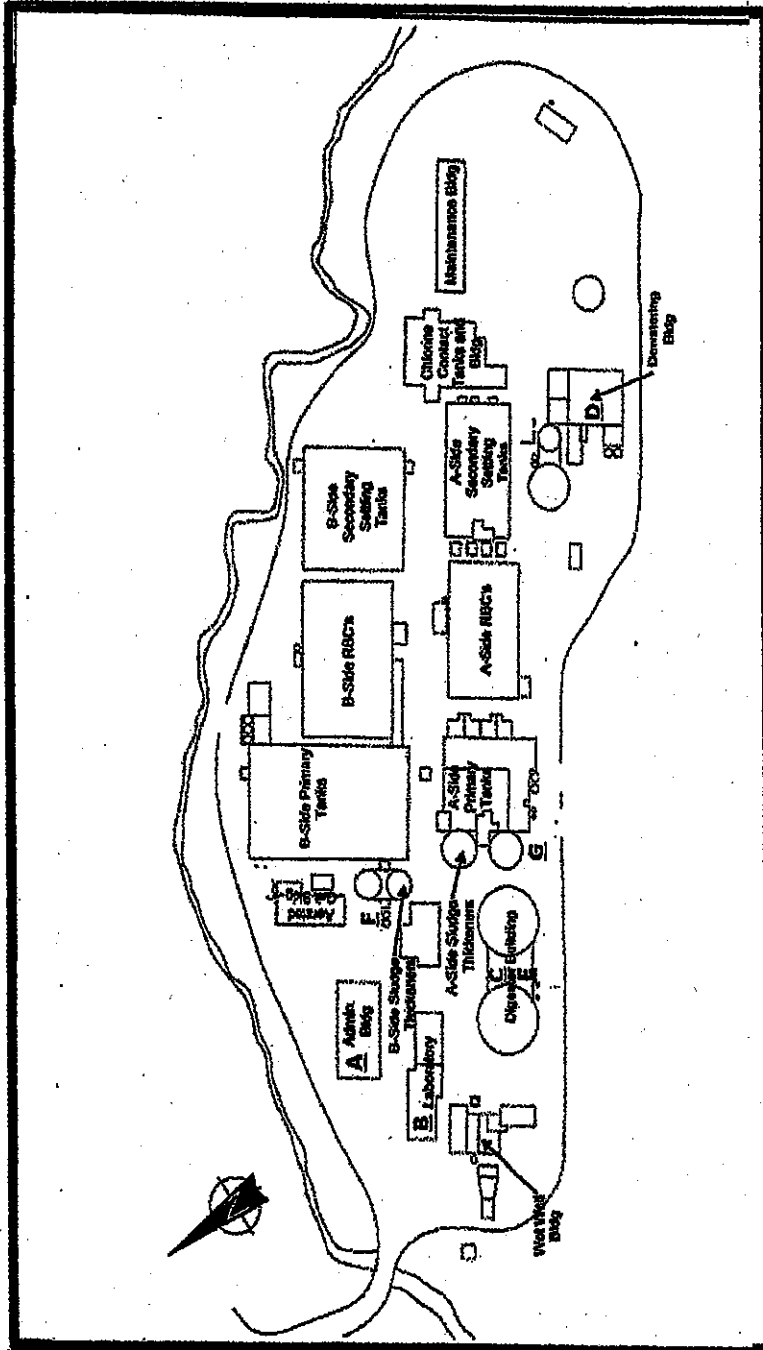 B-Side Primary
Tanks
Aerated
B-Side
Secondary
Settling
Tanks
B-Side RBC's
A
Admin.
Bldg
F
B-Side Sludge
Thickeners
B
Laboratory
Chlorine
Contact
Tanks and
Bldg
Maintenance Bldg
A-Side
Secondary
Settling
Tanks
A-Side RBC's
A-Side
Primary
Tanks
A-Side Sludge
Thickeners
G
C
Digester Building
E
Wet Well
Bldg
D
Dewatering
Bldg